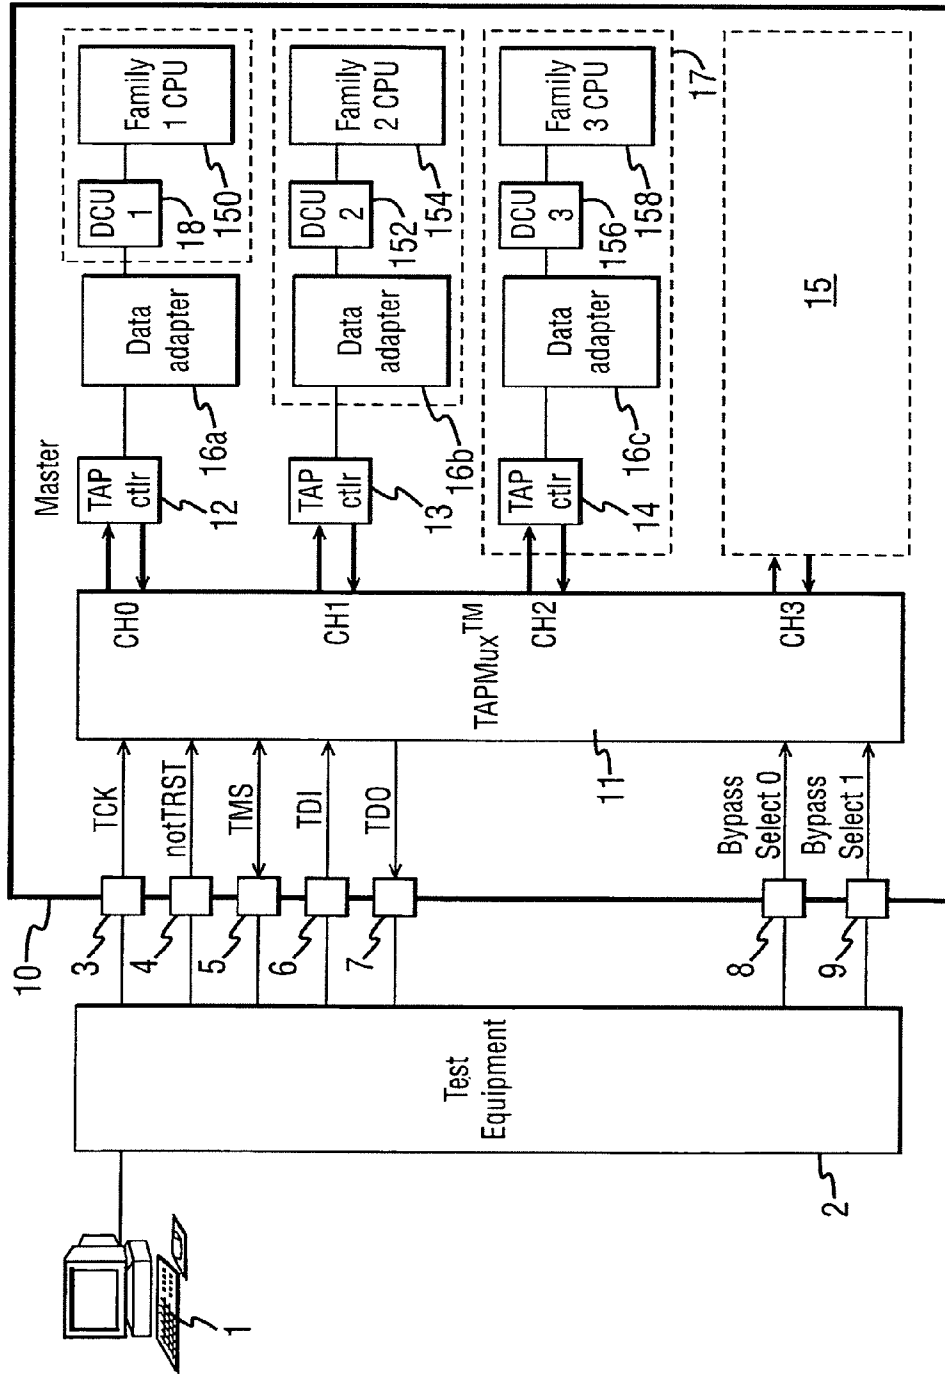 Master
TAP
ctlr
12
Data
adapter
16a
DCU
1
18
Family
1 CPU
150
TAP
ctlr
13
Data
adapter
16b
DCU
2
152
Family
2 CPU
154
TAP
ctlr
14
Data
adapter
16c
DCU
3
156
Family
3 CPU
158
17
15
CH0
CH1
CH2
CH3
TAPMux™
11
10
TCK
3
notTRST
4
TMS
5
TDI
6
TDO
7
Bypass
Select 0
8
Bypass
Select 1
9
Test
Equipment
2
1